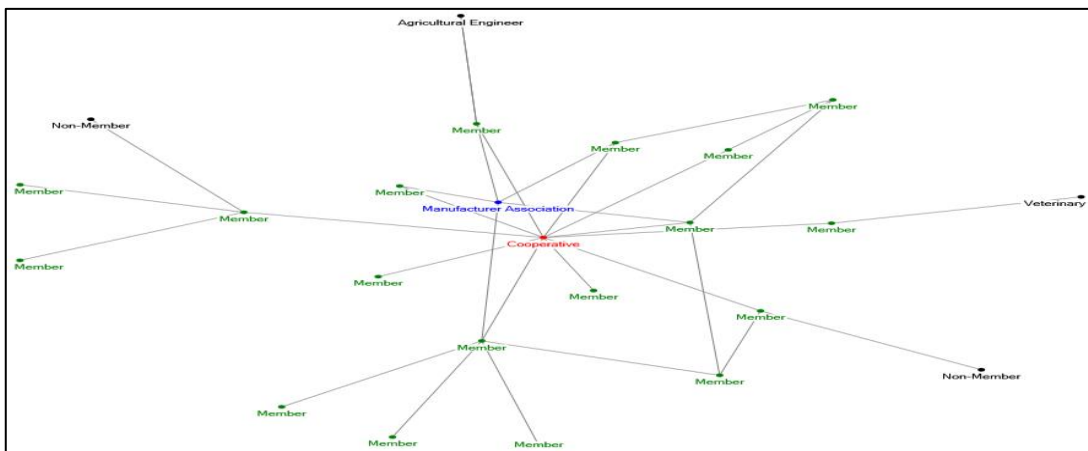 Agricultural Engineer
Member
Non-Member
Member
Member
Member
Member
Member
Manufacturer Association
Veterinary
Member
Member
Member
Cooperative
Member
Member
Member
Member
Member
Member
Non-Member
Member
Member
Member